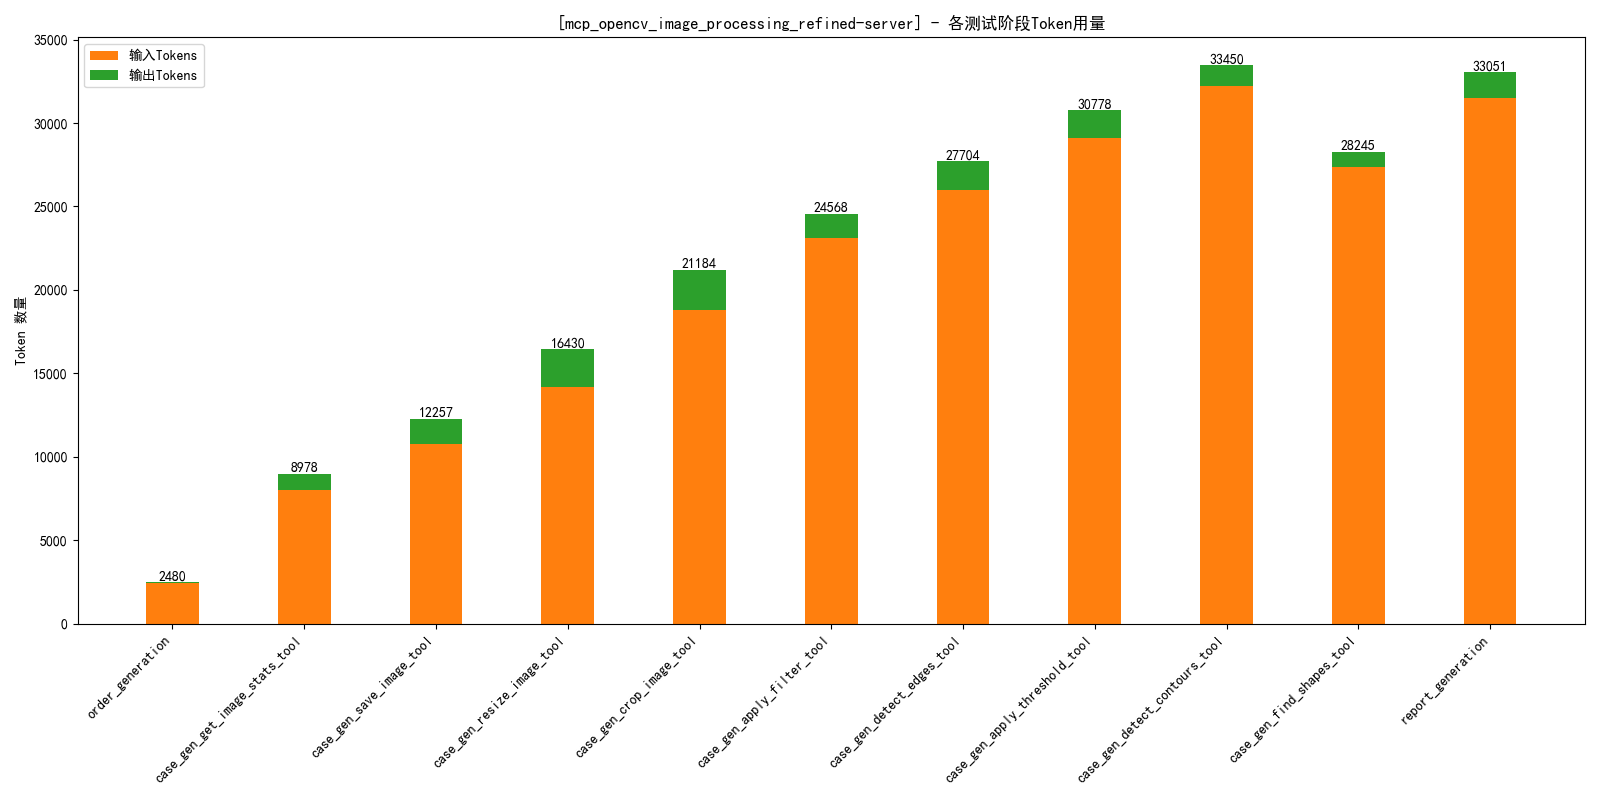 [mcp_opencv_image_processing_refined-server] - 各测试阶段Token用量
输入Tokens
输出Tokens
Token 数量
35000
30000
25000
20000
15000
10000
5000
0
2480
8978
12257
16430
21184
24568
27704
30778
33450
28245
33051
order_generation
case_gen_get_image_stats_tool
case_gen_save_image_tool
case_gen_resize_image_tool
case_gen_crop_image_tool
case_gen_apply_filter_tool
case_gen_detect_edges_tool
case_gen_apply_threshold_tool
case_gen_detect_contours_tool
case_gen_find_shapes_tool
report_generation